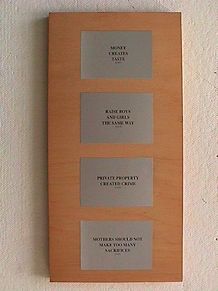 MONEY
CREATES
TASTE
RAISE BOYS
AND GIRLS
THE SAME WAY
PRIVATE PROPERTY
CREATED CRIME
MOTHERS SHOULD NOT
MAKE TOO MANY
SACRIFICES